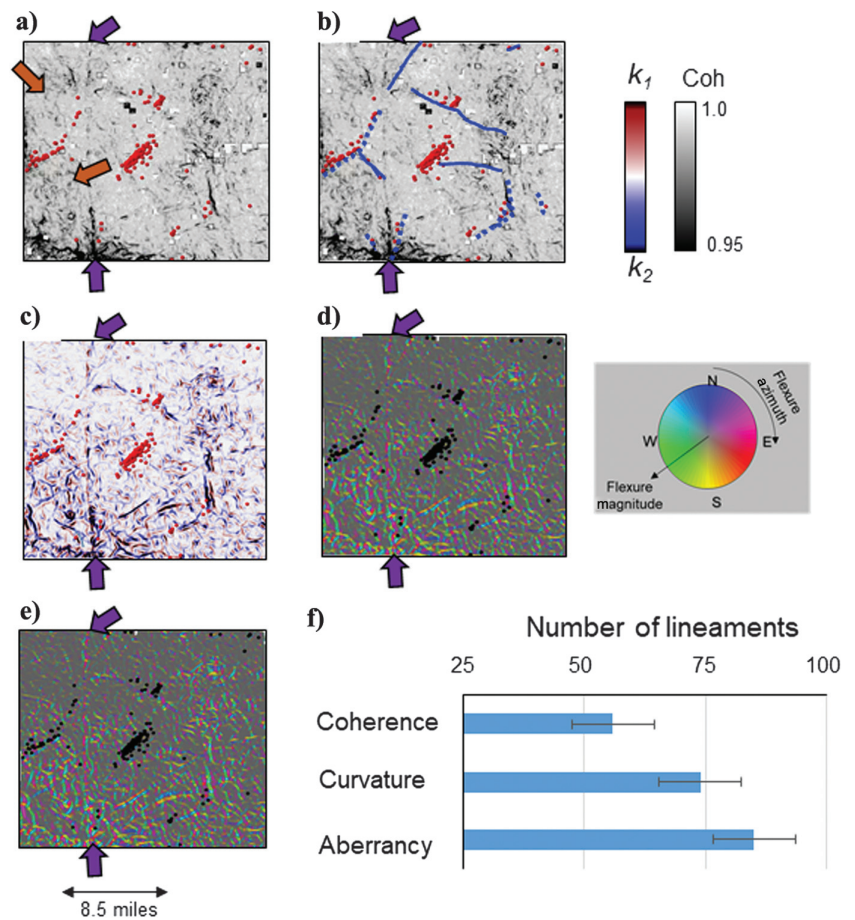 a)
b)
k1
Coh
1.0
0.95
k2
c)
d)
N
Flexure
azimuth
W
E
Flexure
magnitude
S
e)
f)
Number of lineaments
25 50 75 100
Coherence
Curvature
Aberrancy
8.5 miles